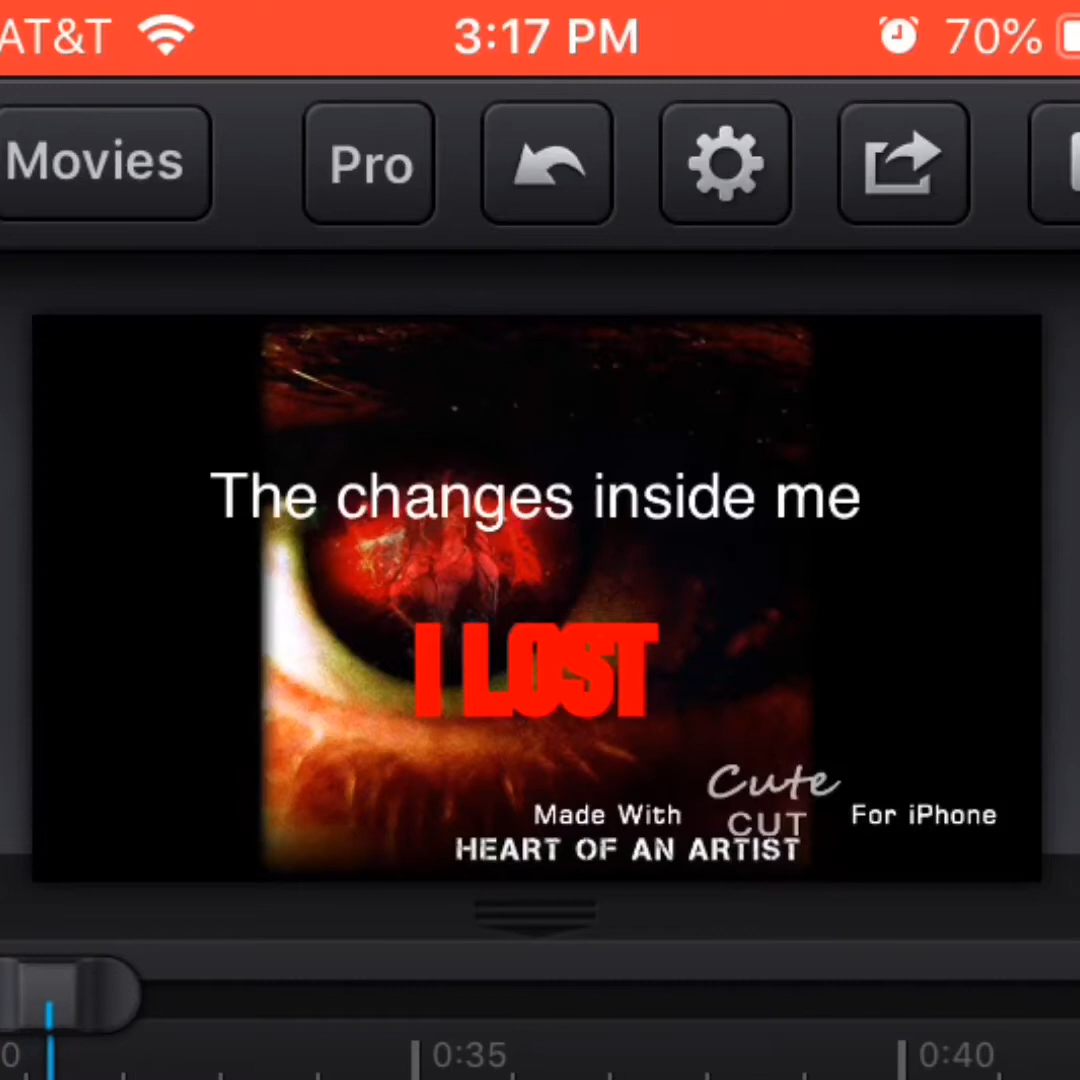 AT&T 3:17 PM 70%
Movies Pro
The changes inside me
I LOST
Cute
Made With CUT For iPhone
HEART OF AN ARTIST
0 0:35 0:40